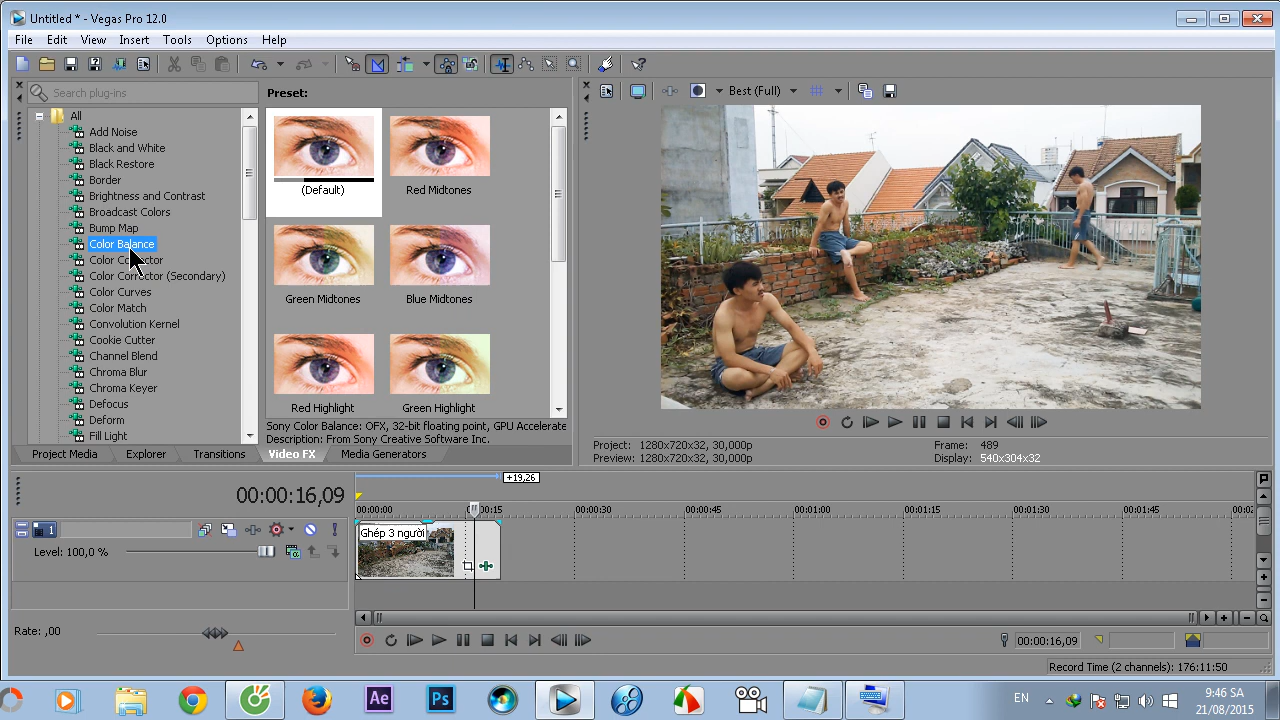 Untitled * - Vegas Pro 12.0
File Edit View Insert Tools Options Help
Search plug-ins
Preset:
Best (Full)
All
Add Noise
Black and White
Black Restore
Border
Brightness and Contrast
Broadcast Colors
Bump Map
Color Balance
Color Corrector (Secondary)
Color Curves
Color Match
Convolution Kernel
Cookie Cutter
Channel Blend
Chroma Blur
Chroma Keyer
Defocus
Deform
Fill Light
(Default)
Red Midtones
Green Midtones
Blue Midtones
Red Highlight
Green Highlight
Sony Color Balance: OFX, 32-bit floating point, GPU Accelerate
Description: From Sony Creative Software Inc.
Project Media Explorer Transitions Video FX Media Generators
Project: 1280x720x32, 30,000p
Preview: 1280x720x32, 30,000p
Frame: 489
Display: 540x304x32
00:00:16,09
+19,26
00:00:00 00:00:15 00:00:30 00:00:45 00:01:00 00:01:15 00:01:30 00:01:45
1
Ghép 3 người
Level: 100,0 %
Rate: ,00
00:00:16,09
Record Time (2 channels): 176:11:50
Ae
Ps
EN
9:46 SA
21/08/2015